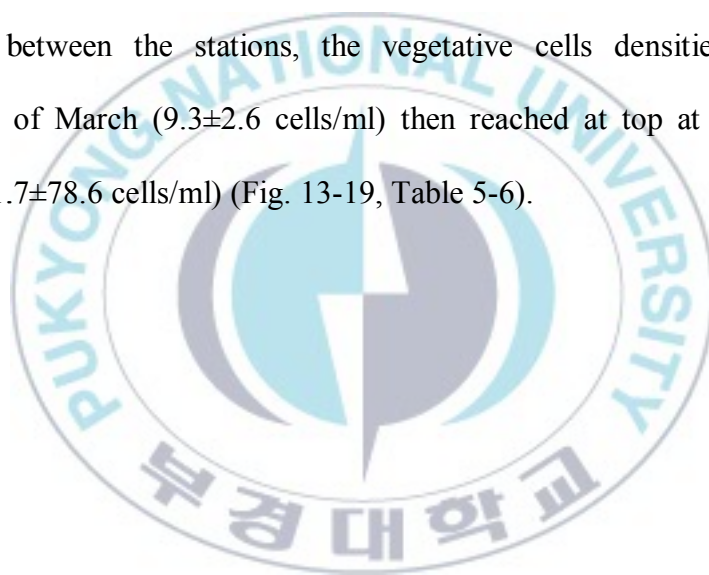 between the stations, the vegetative cells densitie
of March (9.3±2.6 cells/ml) then reached at top at
.7±78.6 cells/ml) (Fig. 13-19, Table 5-6).
PUKYONG NATIONAL UNIVERSITY
부경대학교